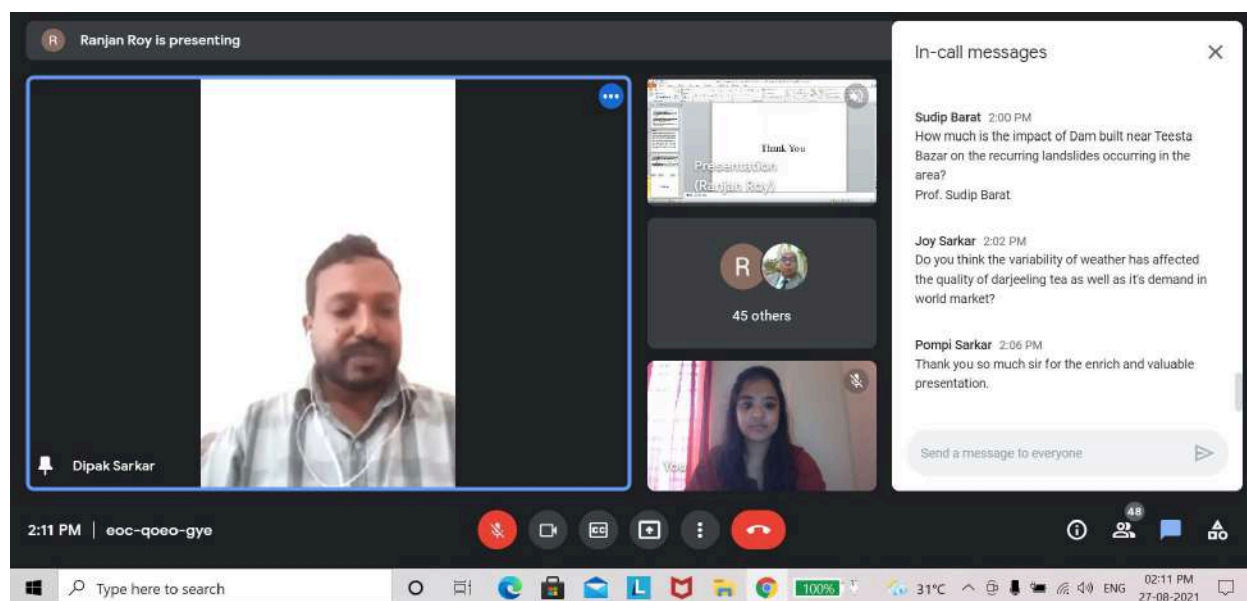 R Ranjan Roy is presenting
In-call messages
Sudip Barat 2:00 PM
How much is the impact of Dam built near Teesta
Bazar on the recurring landslides occurring in the
area?
Prof. Sudip Barat
Joy Sarkar 2:02 PM
Do you think the variability of weather has affected
the quality of darjeeling tea as well as it's demand in
world market?
Pompi Sarkar 2:06 PM
Thank you so much sir for the enrich and valuable
presentation.
Send a message to everyone
Thank You
Presentation
(Ranjan Roy)
R
45 others
You
Dipak Sarkar
2:11 PM | eoc-qoeo-gye
CC
48
Type here to search
L
100%
31°C
ENG
02:11 PM
27-08-2021